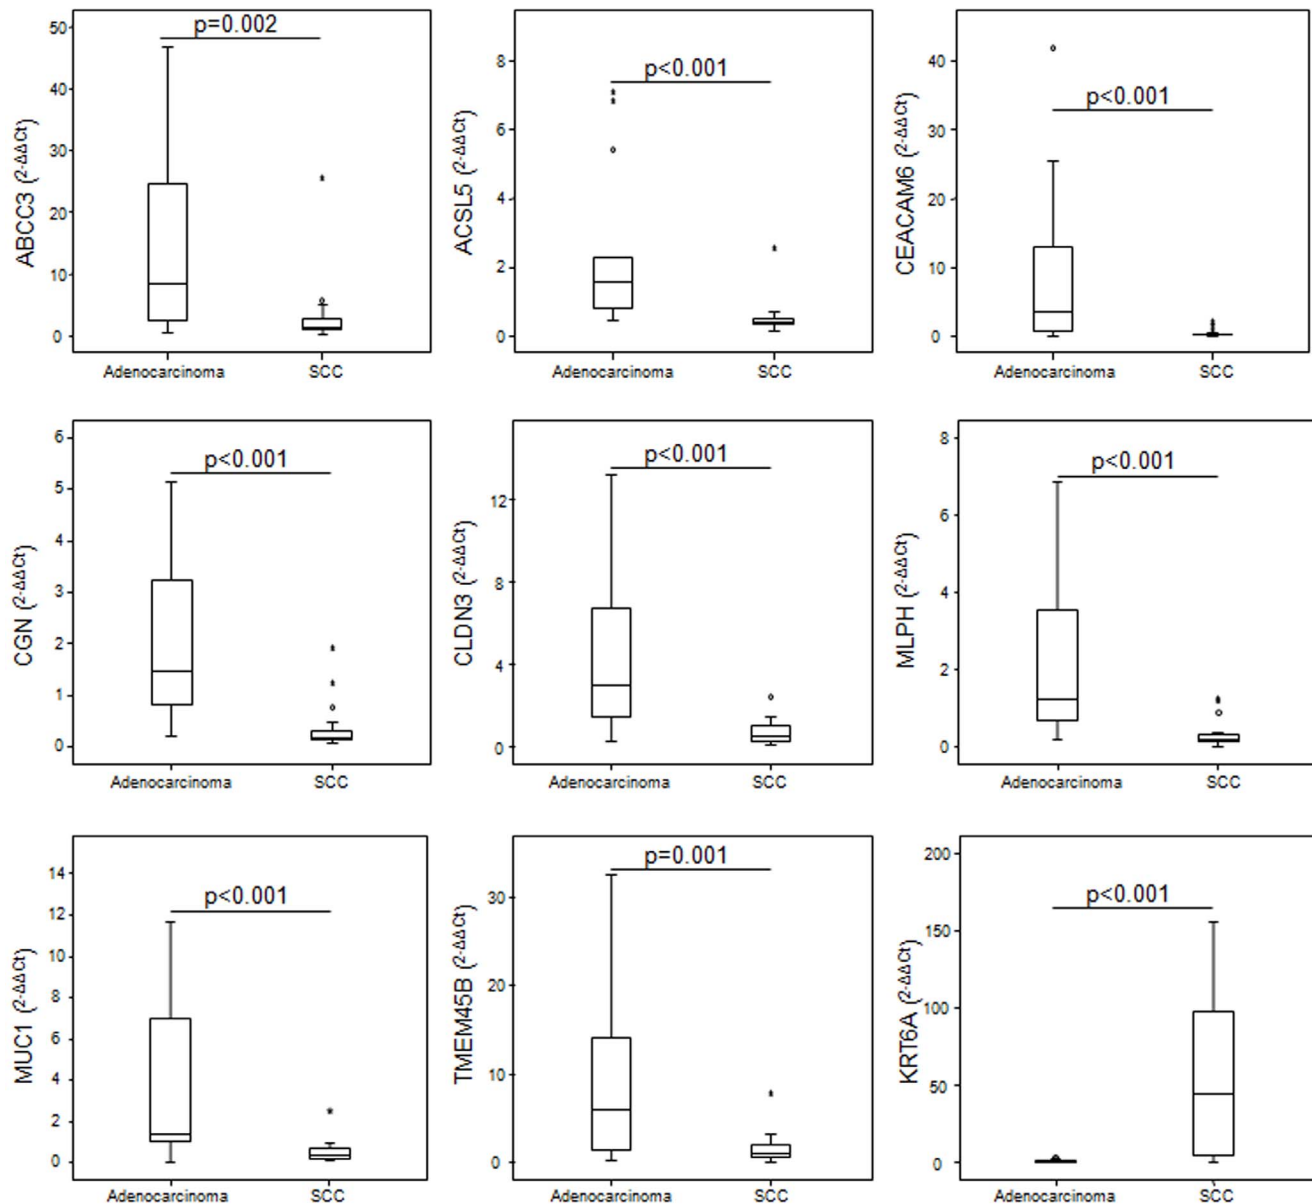 ABCC3 (2-ΔΔCt)
50
40
30
20
10
0
p=0.002
Adenocarcinoma SCC
ACSL5 (2-ΔΔCt)
8
6
4
2
0
p<0.001
Adenocarcinoma SCC
CEACAM6 (2-ΔΔCt)
40
30
20
10
0
p<0.001
Adenocarcinoma SCC
CGN (2-ΔΔCt)
6
5
4
3
2
1
0
p<0.001
Adenocarcinoma SCC
CLDN3 (2-ΔΔCt)
12
8
4
0
p<0.001
Adenocarcinoma SCC
MLPH (2-ΔΔCt)
8
6
4
2
0
p<0.001
Adenocarcinoma SCC
MUC1 (2-ΔΔCt)
14
12
10
8
6
4
2
0
p<0.001
Adenocarcinoma SCC
TMEM45B (2-ΔΔCt)
30
20
10
0
p=0.001
Adenocarcinoma SCC
KRT6A (2-ΔΔCt)
200
150
100
50
0
p<0.001
Adenocarcinoma SCC